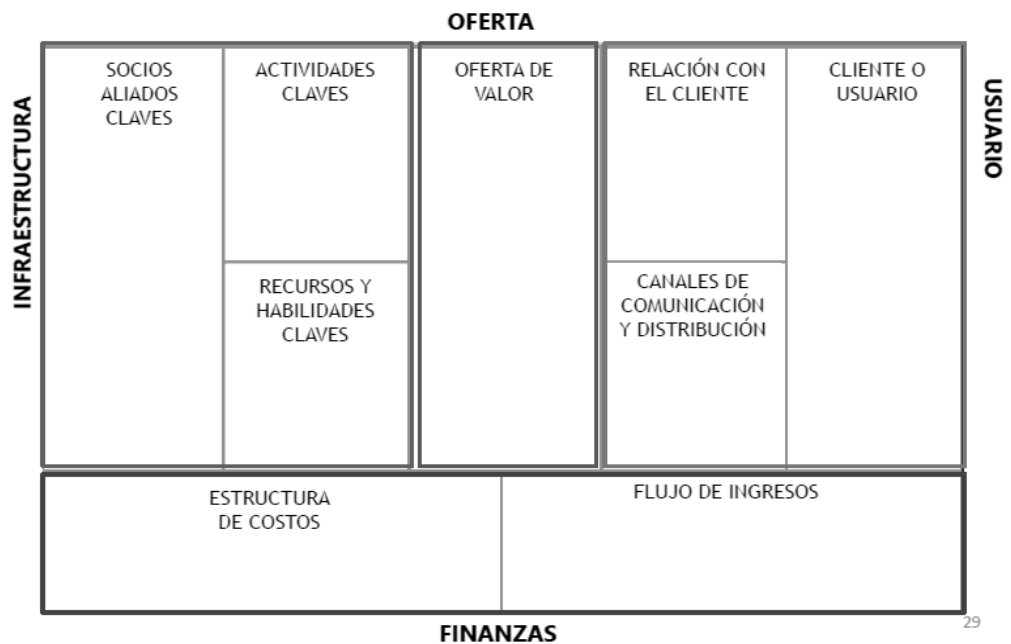 OFERTA
INFRAESTRUCTURA
SOCIOS
ALIADOS
CLAVES
ACTIVIDADES
CLAVES
RECURSOS Y
HABILIDADES
CLAVES
OFERTA DE
VALOR
RELACIÓN CON
EL CLIENTE
CANALES DE
COMUNICACIÓN
Y DISTRIBUCIÓN
CLIENTE O
USUARIO
USUARIO
ESTRUCTURA
DE COSTOS
FLUJO DE INGRESOS
FINANZAS
29